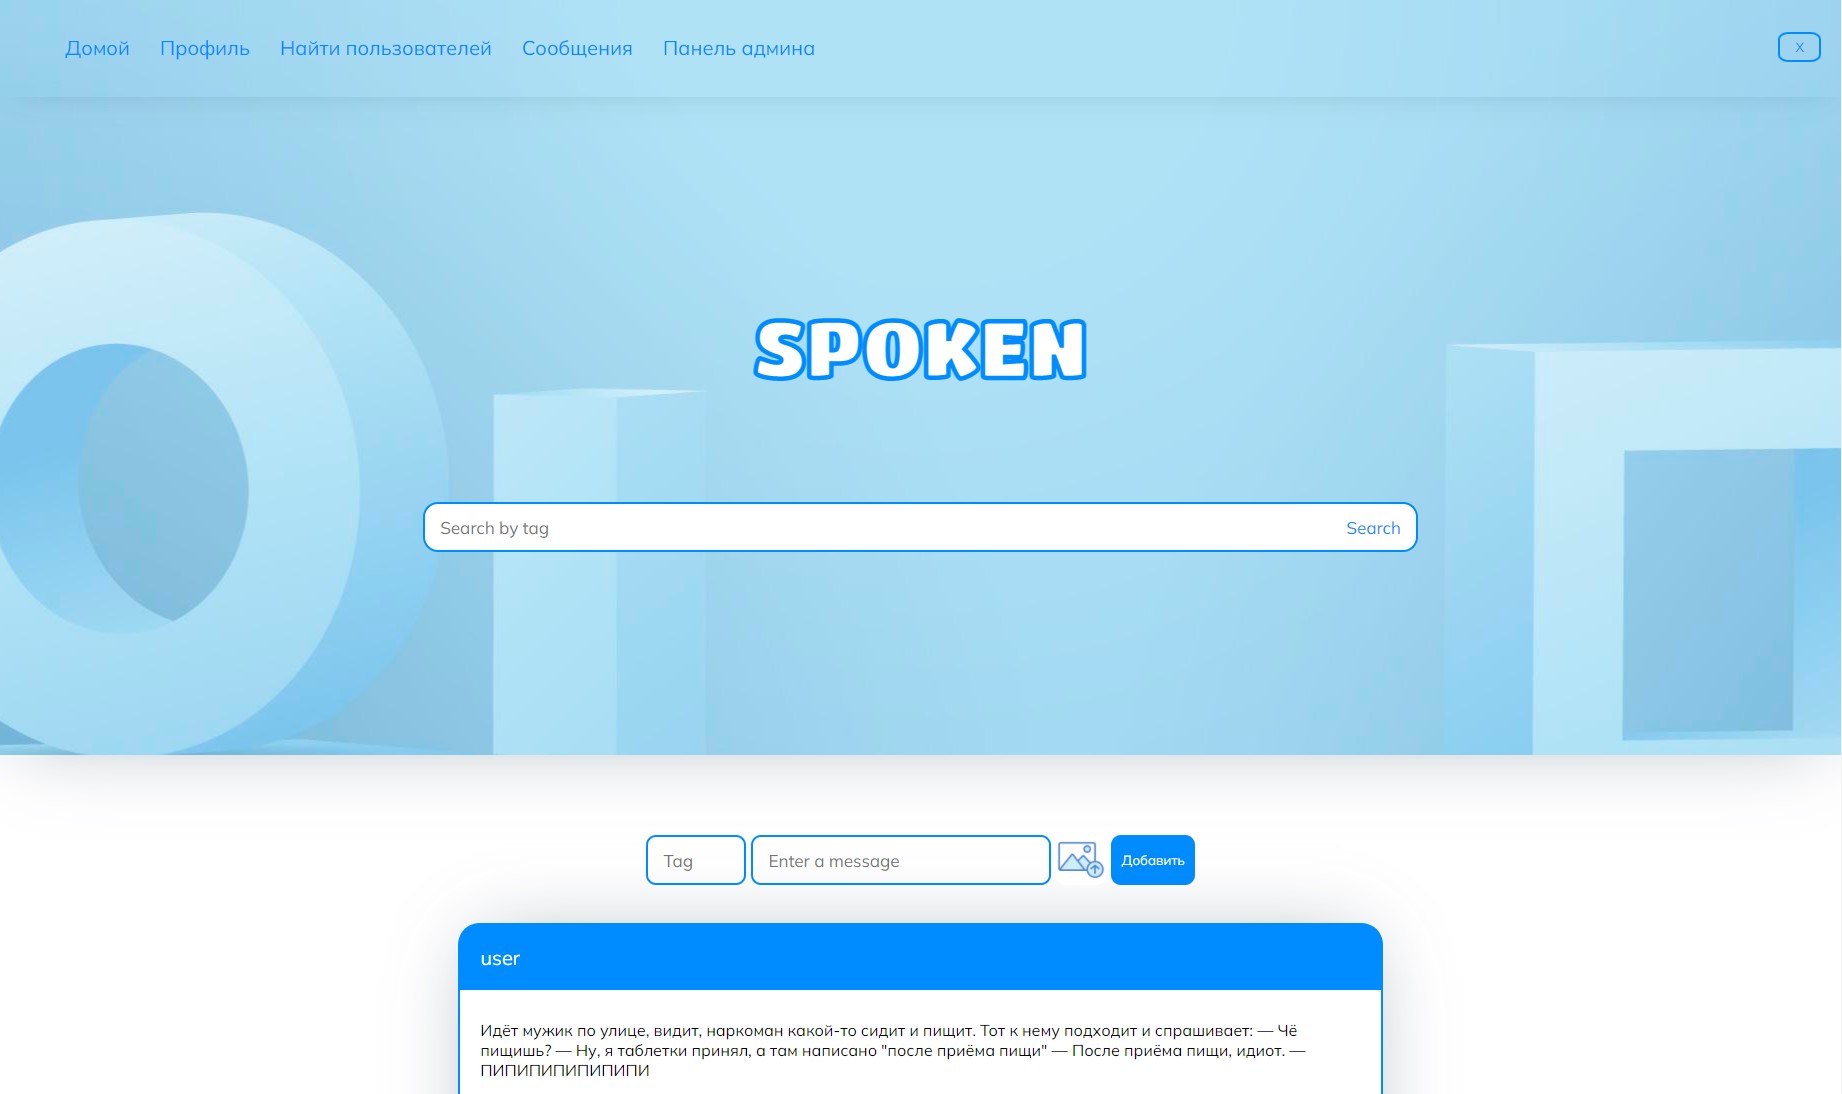 Домой Профиль Найти пользователей Сообщения Панель админа X
SPOKEN
Search by tag Search
Tag Enter a message Добавить
user
Идёт мужик по улице, видит, наркоман какой-то сидит и пищит. Тот к нему подходит и спрашивает: — Чё
пищишь? — Ну, я таблетки принял, а там написано "после приёма пищи" — После приёма пищи, идиот. —
ПИПИПИПИПИПИПИ